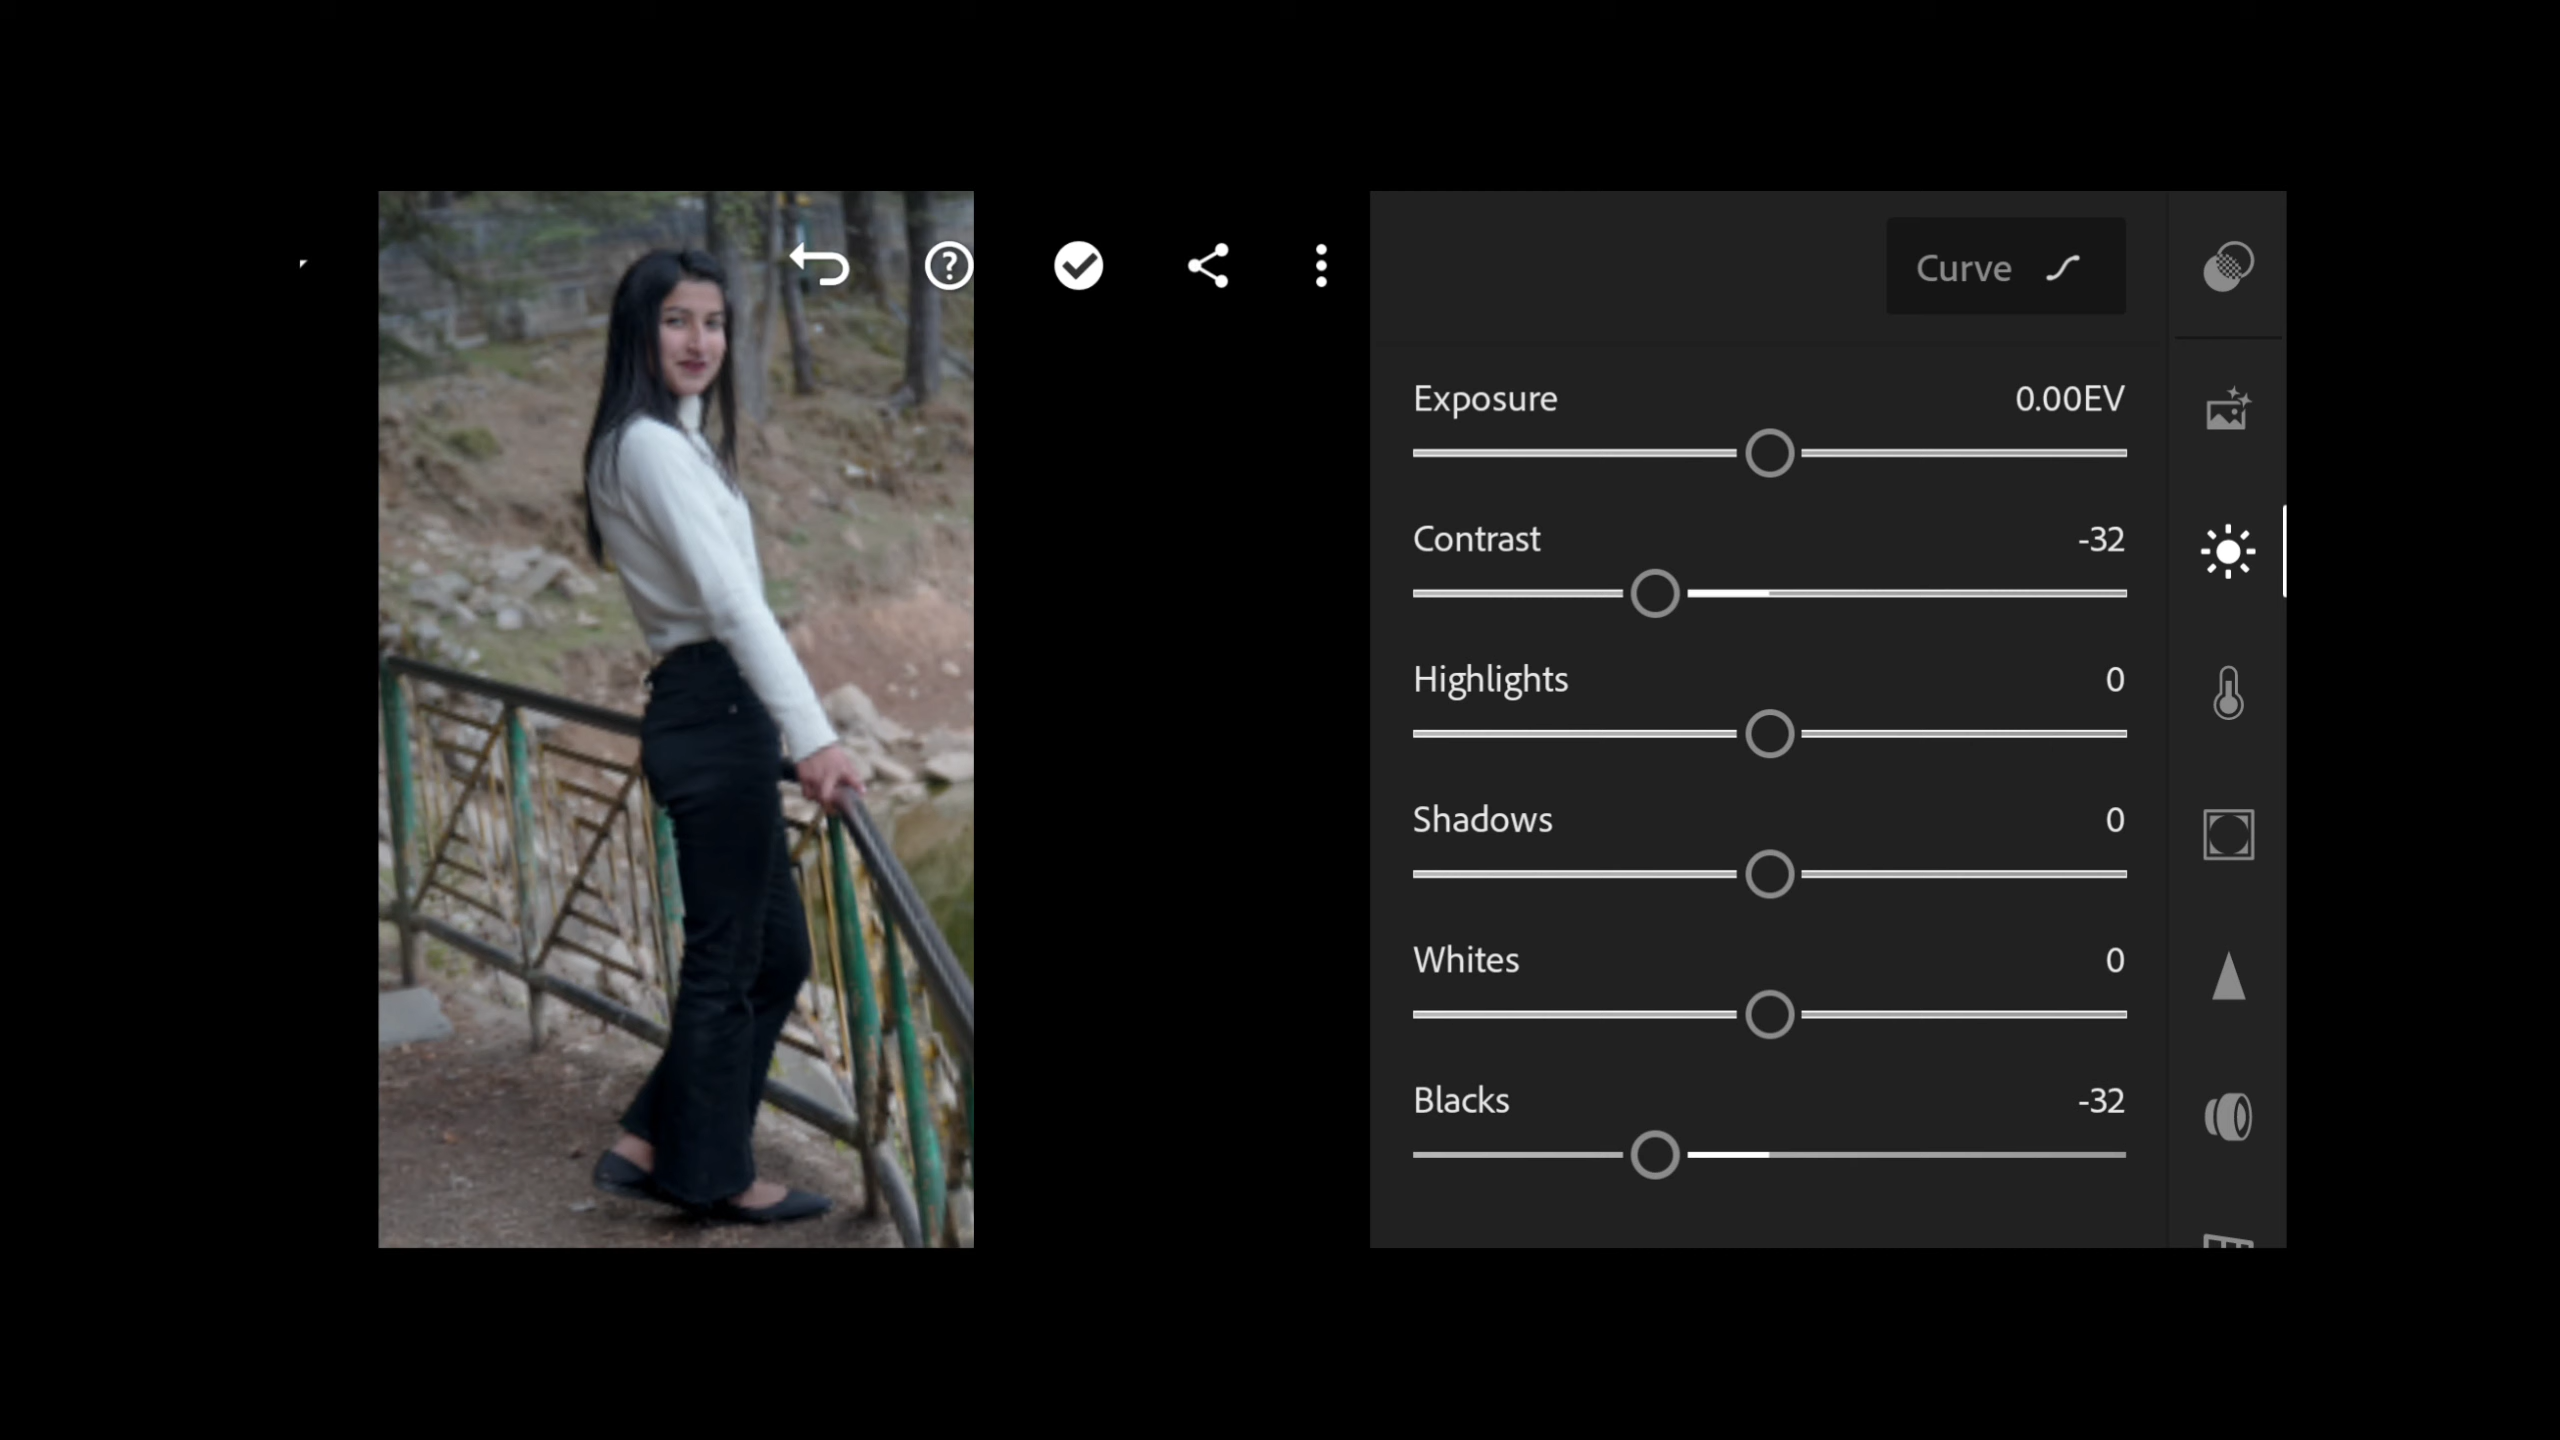 Curve
Exposure 0.00EV
Contrast -32
Highlights 0
Shadows 0
Whites 0
Blacks -32